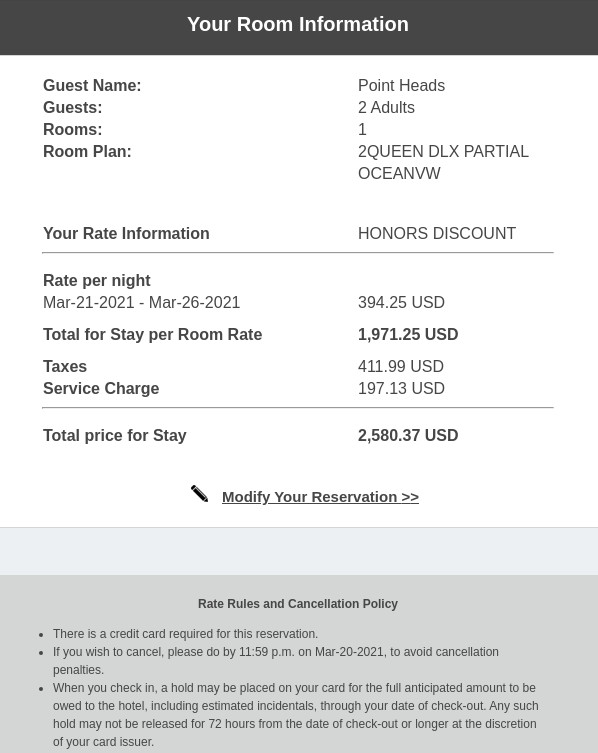 Your Room Information
Guest Name: Point Heads
Guests: 2 Adults
Rooms: 1
Room Plan: 2QUEEN DLX PARTIAL
OCEANVW
Your Rate Information HONORS DISCOUNT
Rate per night
Mar-21-2021 - Mar-26-2021 394.25 USD
Total for Stay per Room Rate 1,971.25 USD
Taxes 411.99 USD
Service Charge 197.13 USD
Total price for Stay 2,580.37 USD
Modify Your Reservation >>
Rate Rules and Cancellation Policy
• There is a credit card required for this reservation.
• If you wish to cancel, please do by 11:59 p.m. on Mar-20-2021, to avoid cancellation
penalties.
• When you check in, a hold may be placed on your card for the full anticipated amount to be
owed to the hotel, including estimated incidentals, through your date of check-out. Any such
hold may not be released for 72 hours from the date of check-out or longer at the discretion
of your card issuer.